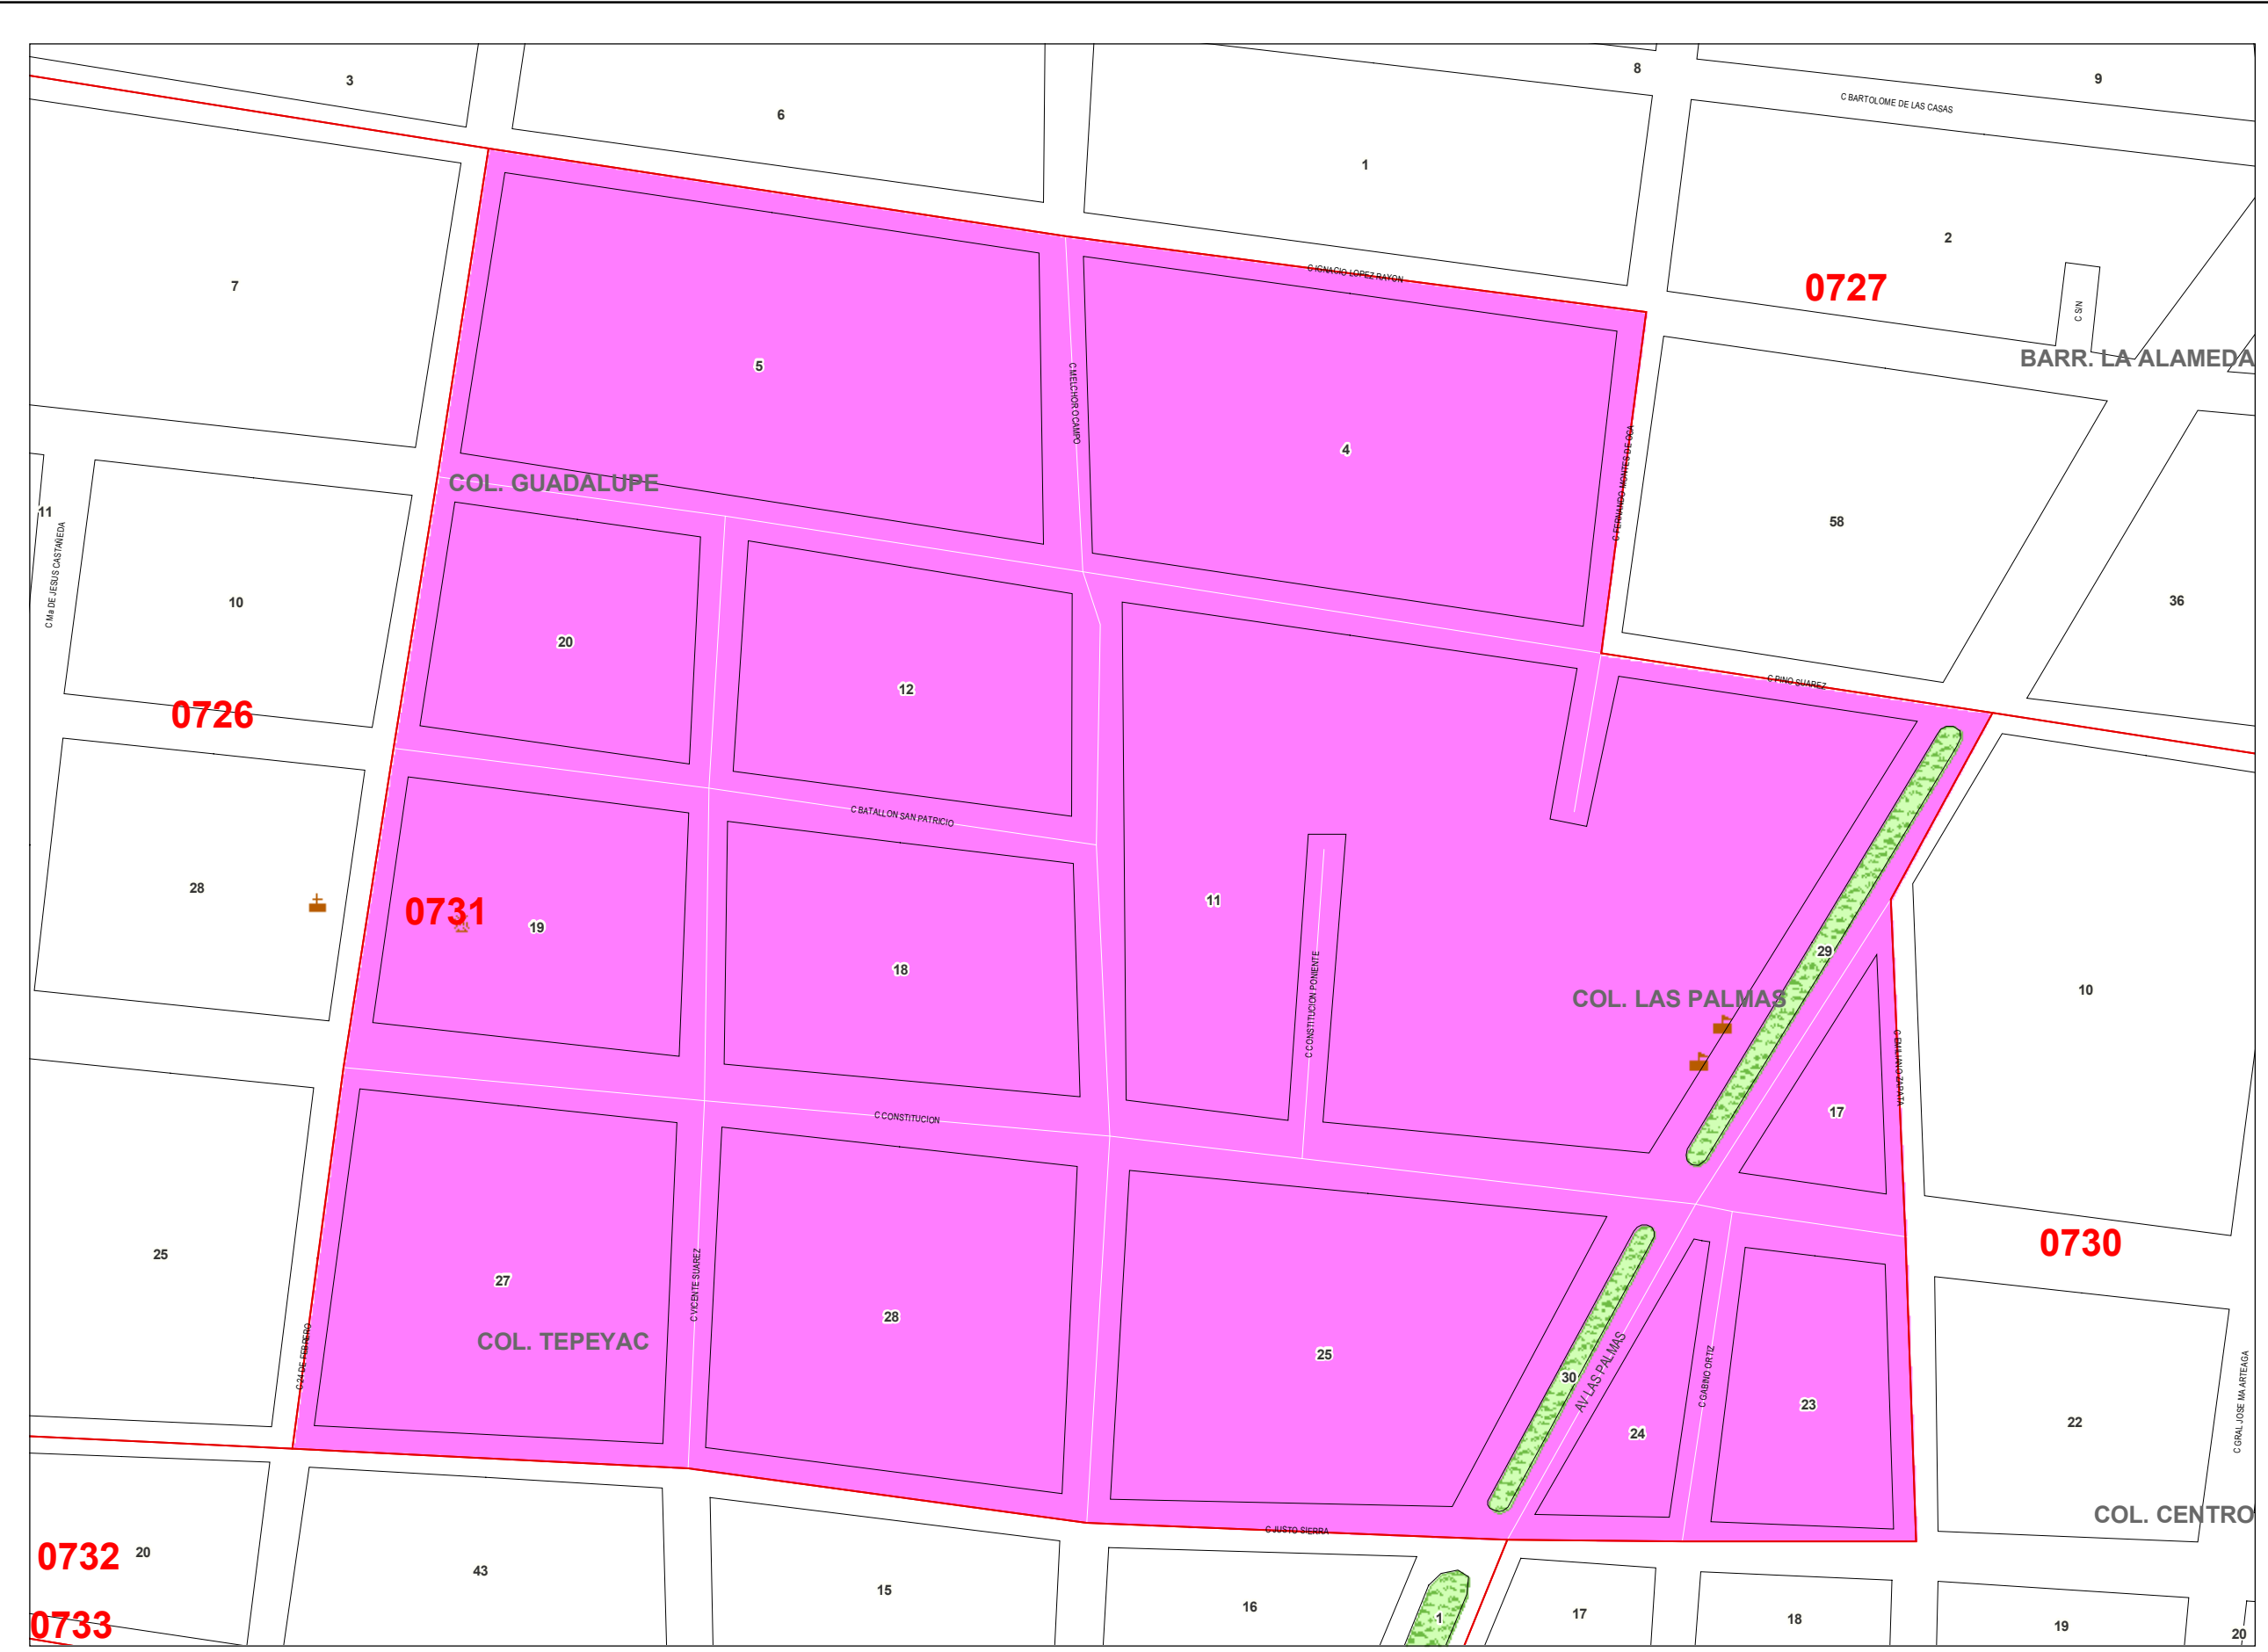 3
6
8
9
C BARTOLOME DE LAS CASAS
1
2
7
C IGNACIO LOPEZ RAYON
0727
C S/N
BARR. LA ALAMEDA
5
C MELCHOR OCAMPO
4
COL. GUADALUPE
C FERNANDO MONTES DE OCA
11
58
C Ma DE JESUS CASTAÑEDA
10
36
20
12
C PINO SUAREZ
0726
C BATALLON SAN PATRICIO
28
0731
19
18
11
29
COL. LAS PALMAS
10
C CONSTITUCION PONIENTE
C EMILIANO ZAPATA
17
C CONSTITUCION
25
0730
27
C VICENTE SUAREZ
28
COL. TEPEYAC
C 24 DE FEBRERO
25
30
AV LAS PALMAS
C GABINO ORTIZ
23
24
22
C GRAL JOSE MA ARTEAGA
COL. CENTRO
C JUSTO SIERRA
0732
20
43
15
16
1
17
18
19
20
0733